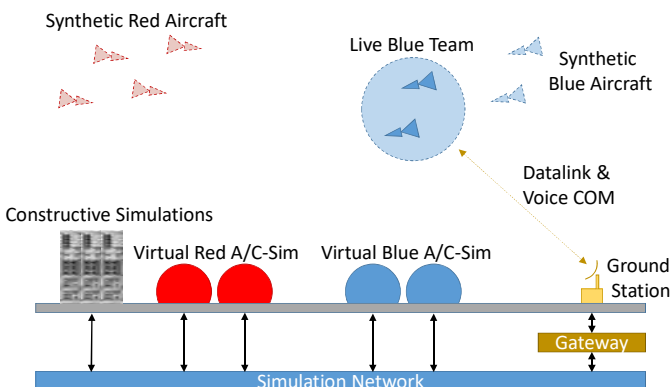 Synthetic Red Aircraft
Live Blue Team
Synthetic
Blue Aircraft
Datalink &
Voice COM
Constructive Simulations
Virtual Red A/C-Sim
Virtual Blue A/C-Sim
Ground
Station
Gateway
Simulation Network